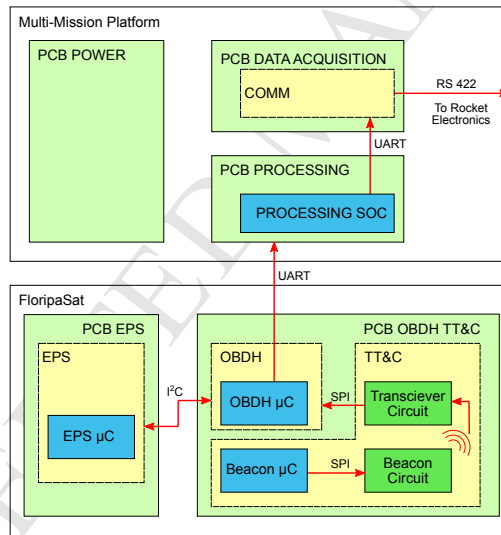 Multi-Mission Platform
PCB POWER
PCB DATA ACQUISITION
COMM
RS 422
To Rocket
Electronics
UART
PCB PROCESSING
PROCESSING SOC
UART
FloripaSat
PCB EPS
PCB OBDH TT&C
EPS
OBDH
TT&C
I²C
OBDH µC
SPI
Transciever
Circuit
EPS µC
Beacon µC
SPI
Beacon
Circuit